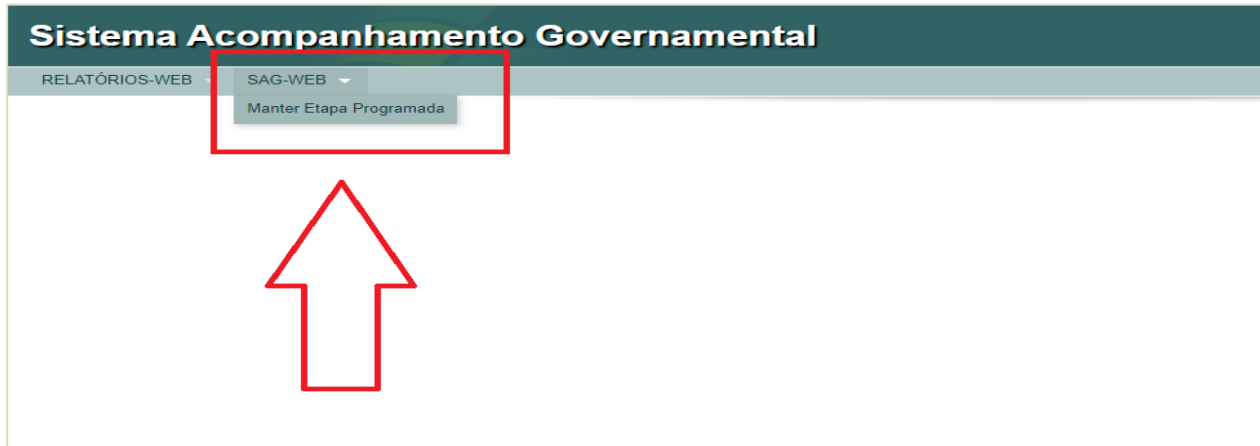 Sistema Acompanhamento Governamental
RELATÓRIOS-WEB SAG-WEB
Manter Etapa Programada